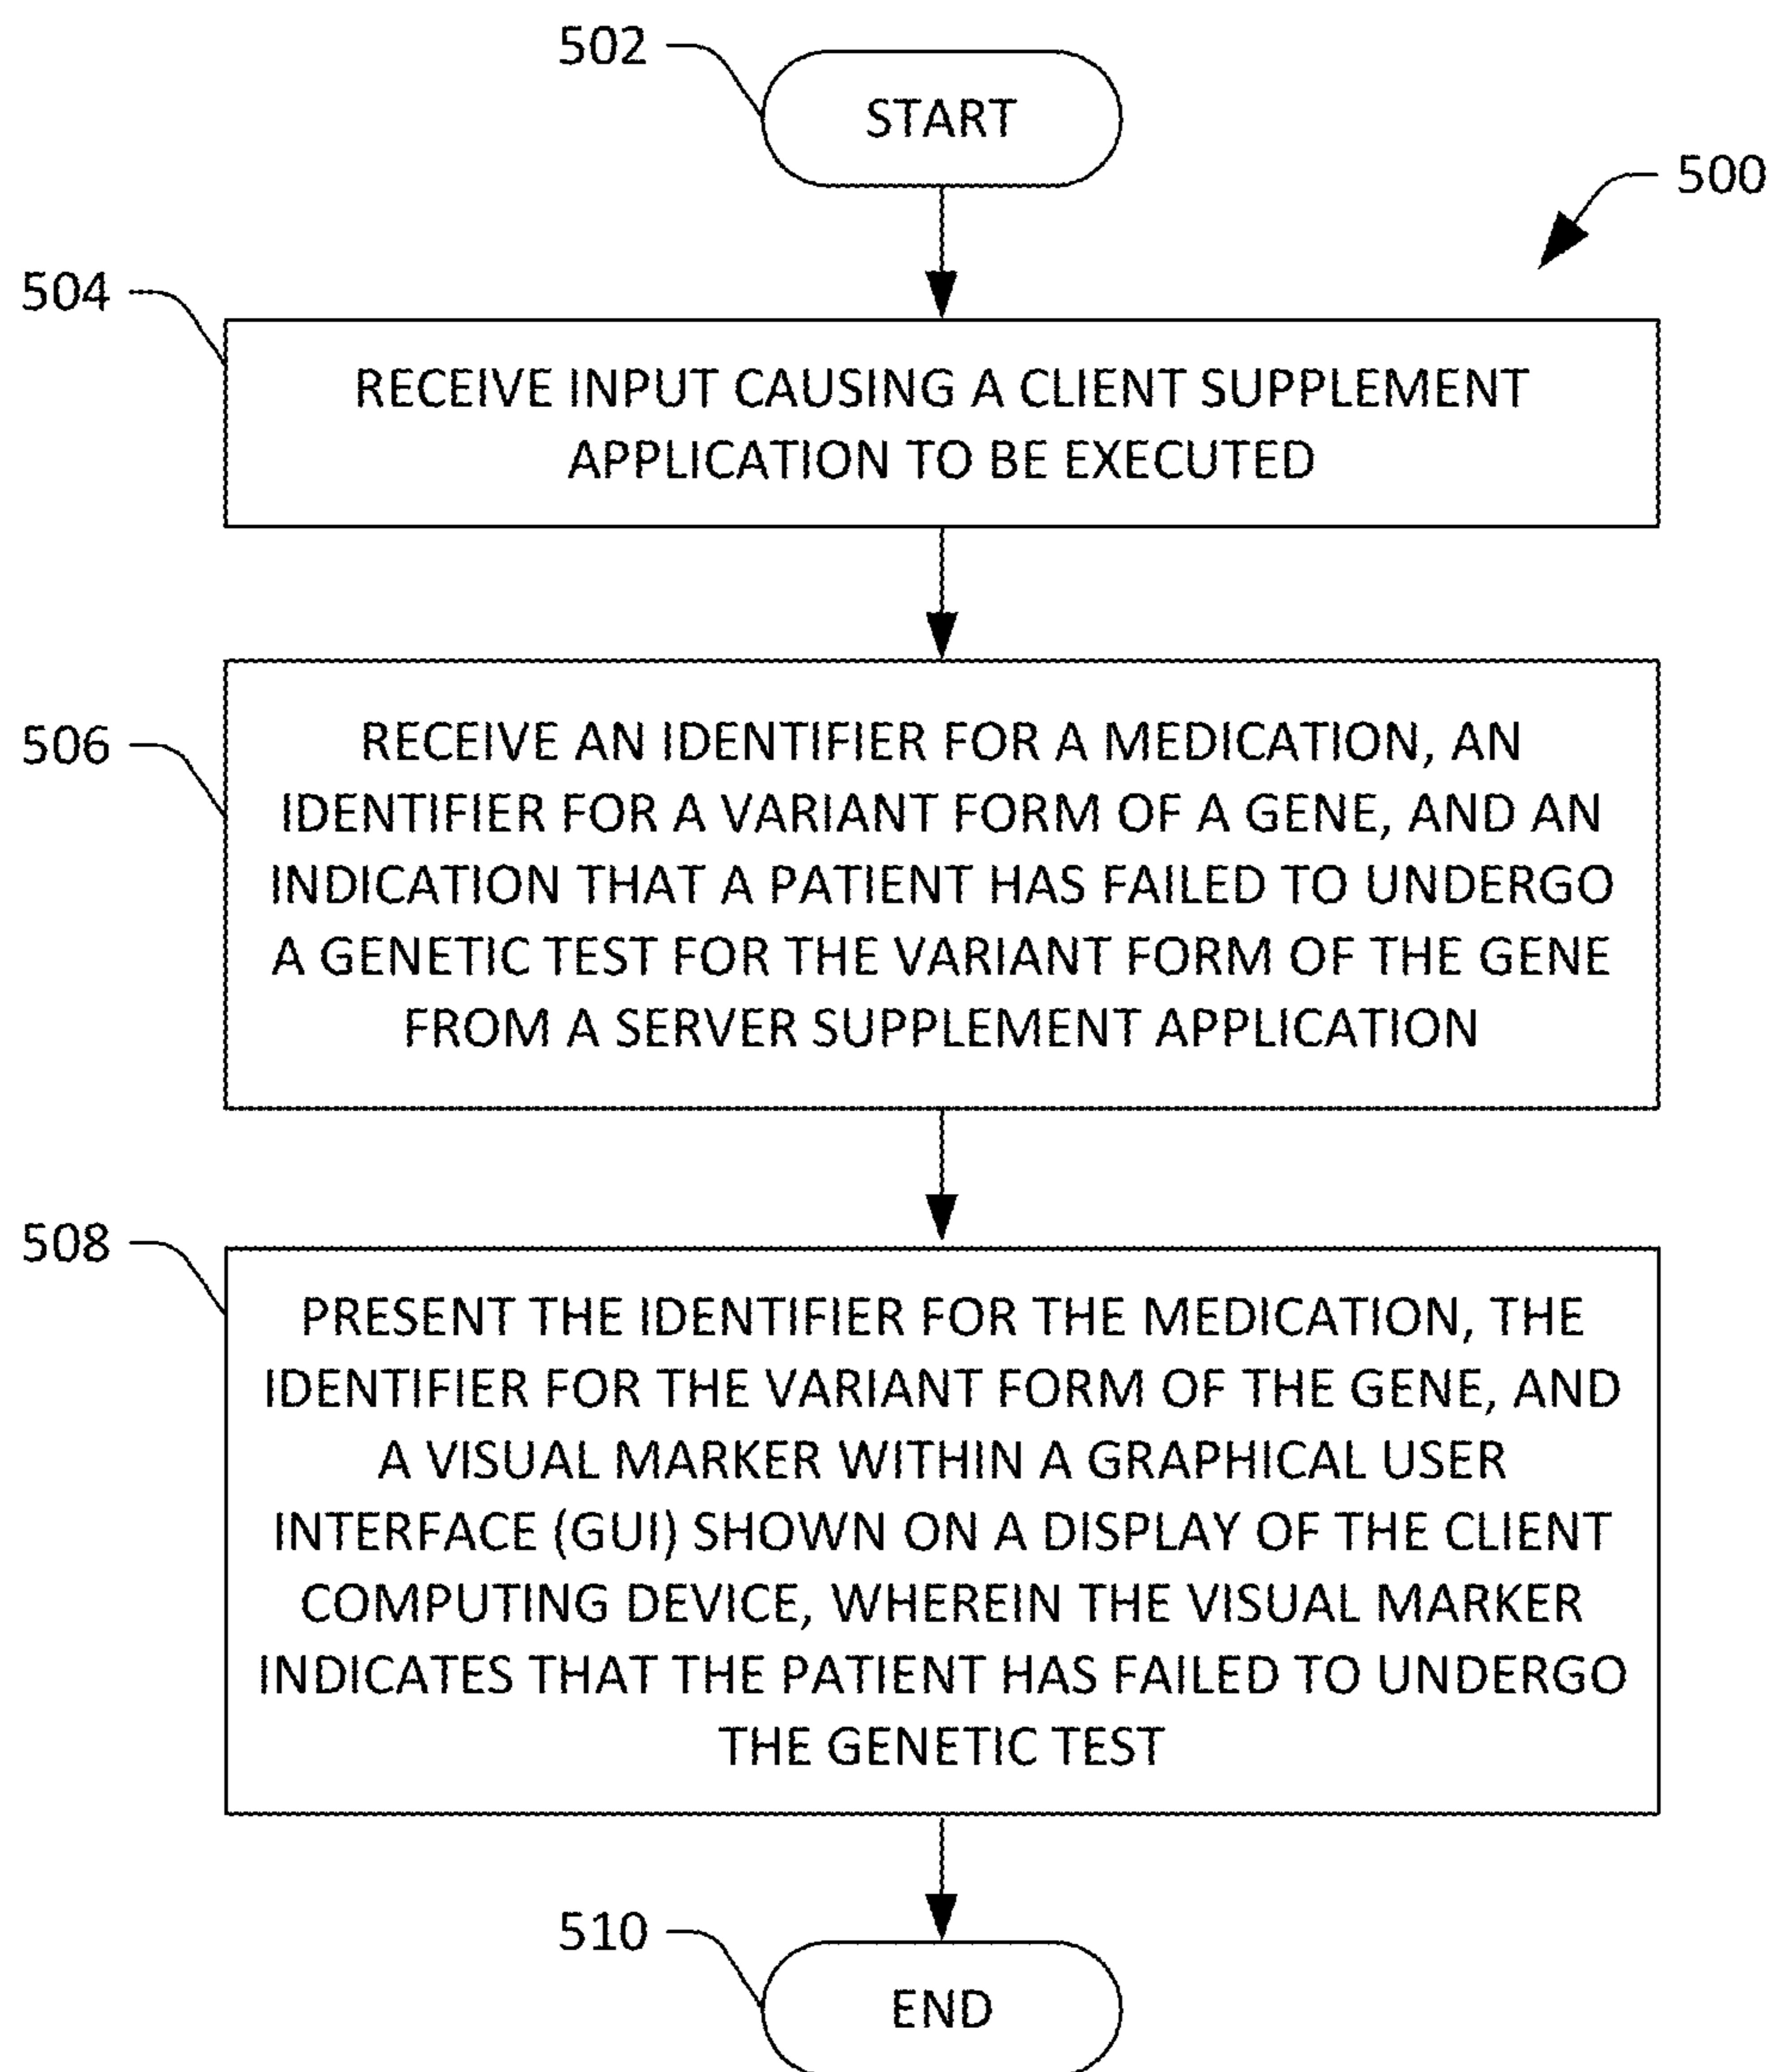 502
START
500
504
RECEIVE INPUT CAUSING A CLIENT SUPPLEMENT
APPLICATION TO BE EXECUTED
506
RECEIVE AN IDENTIFIER FOR A MEDICATION, AN
IDENTIFIER FOR A VARIANT FORM OF A GENE, AND AN
INDICATION THAT A PATIENT HAS FAILED TO UNDERGO
A GENETIC TEST FOR THE VARIANT FORM OF THE GENE
FROM A SERVER SUPPLEMENT APPLICATION
508
PRESENT THE IDENTIFIER FOR THE MEDICATION, THE
IDENTIFIER FOR THE VARIANT FORM OF THE GENE, AND
A VISUAL MARKER WITHIN A GRAPHICAL USER
INTERFACE (GUI) SHOWN ON A DISPLAY OF THE CLIENT
COMPUTING DEVICE, WHEREIN THE VISUAL MARKER
INDICATES THAT THE PATIENT HAS FAILED TO UNDERGO
THE GENETIC TEST
510
END